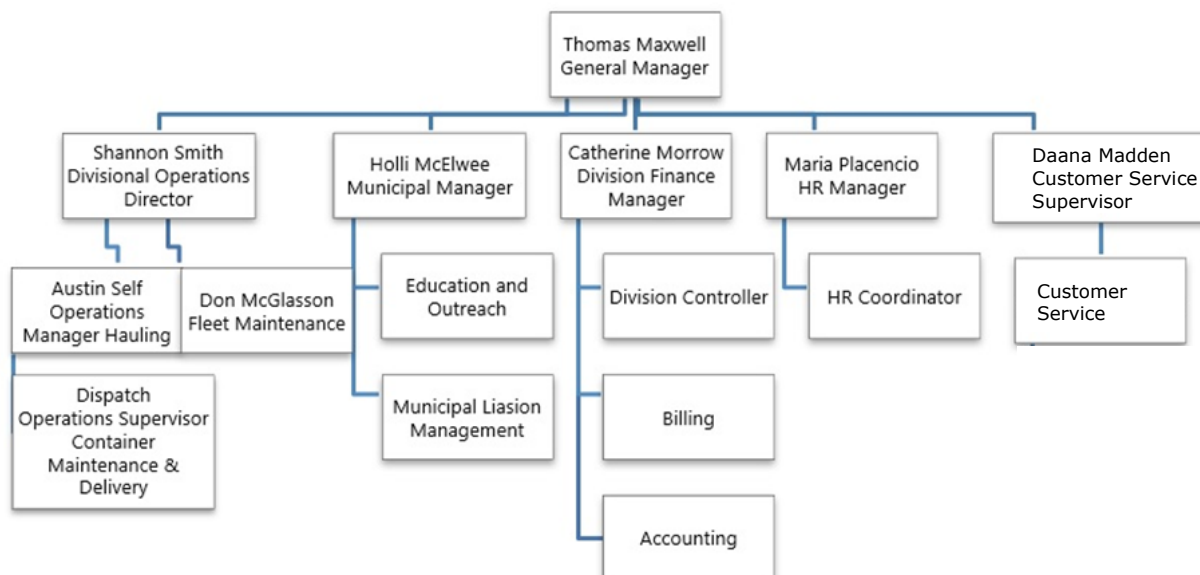 Thomas Maxwell
General Manager
Shannon Smith
Divisional Operations
Director
Holli McElwee
Municipal Manager
Catherine Morrow
Division Finance
Manager
Maria Placencio
HR Manager
Daana Madden
Customer Service
Supervisor
Austin Self
Operations
Manager Hauling
Don McGlasson
Fleet Maintenance
Education and
Outreach
Division Controller
HR Coordinator
Customer
Service
Dispatch
Operations Supervisor
Container
Maintenance &
Delivery
Municipal Liasion
Management
Billing
Accounting